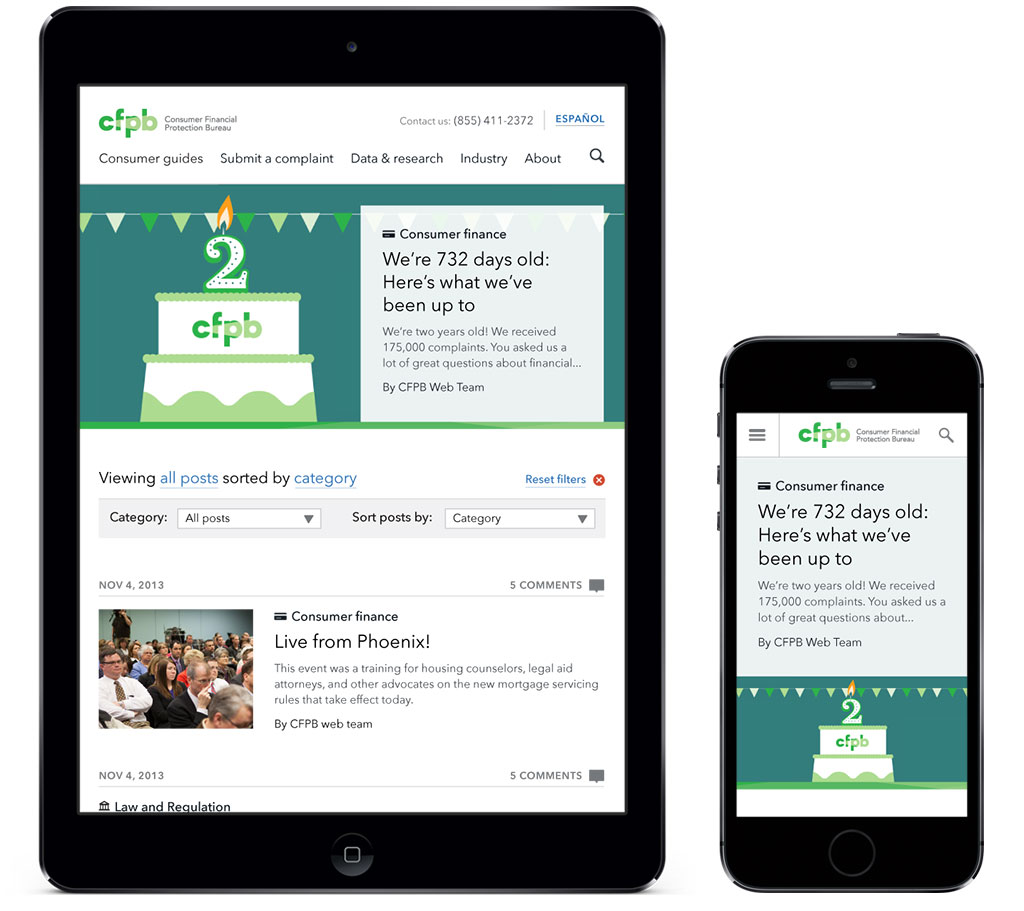 cfpb Consumer Financial
Protection Bureau
Contact us: (855) 411-2372
ESPAÑOL
Consumer guides Submit a complaint Data & research Industry About
2
cfpb
Consumer finance
We're 732 days old:
Here's what we've
been up to
We're two years old! We received
175,000 complaints. You asked us a
lot of great questions about financial...
By CFPB Web Team
Viewing all posts sorted by category
Reset filters
Category: All posts
Sort posts by: Category
NOV 4, 2013
5 COMMENTS
Consumer finance
Live from Phoenix!
This event was a training for housing counselors, legal aid
attorneys, and other advocates on the new mortgage servicing
rules that take effect today.
By CFPB web team
NOV 4, 2013
5 COMMENTS
Law and Regulation
cfpb Consumer Financial
Protection Bureau
Consumer finance
We're 732 days old:
Here's what we've
been up to
We're two years old! We received
175,000 complaints. You asked us a
lot of great questions about...
By CFPB Web Team
2
cfpb